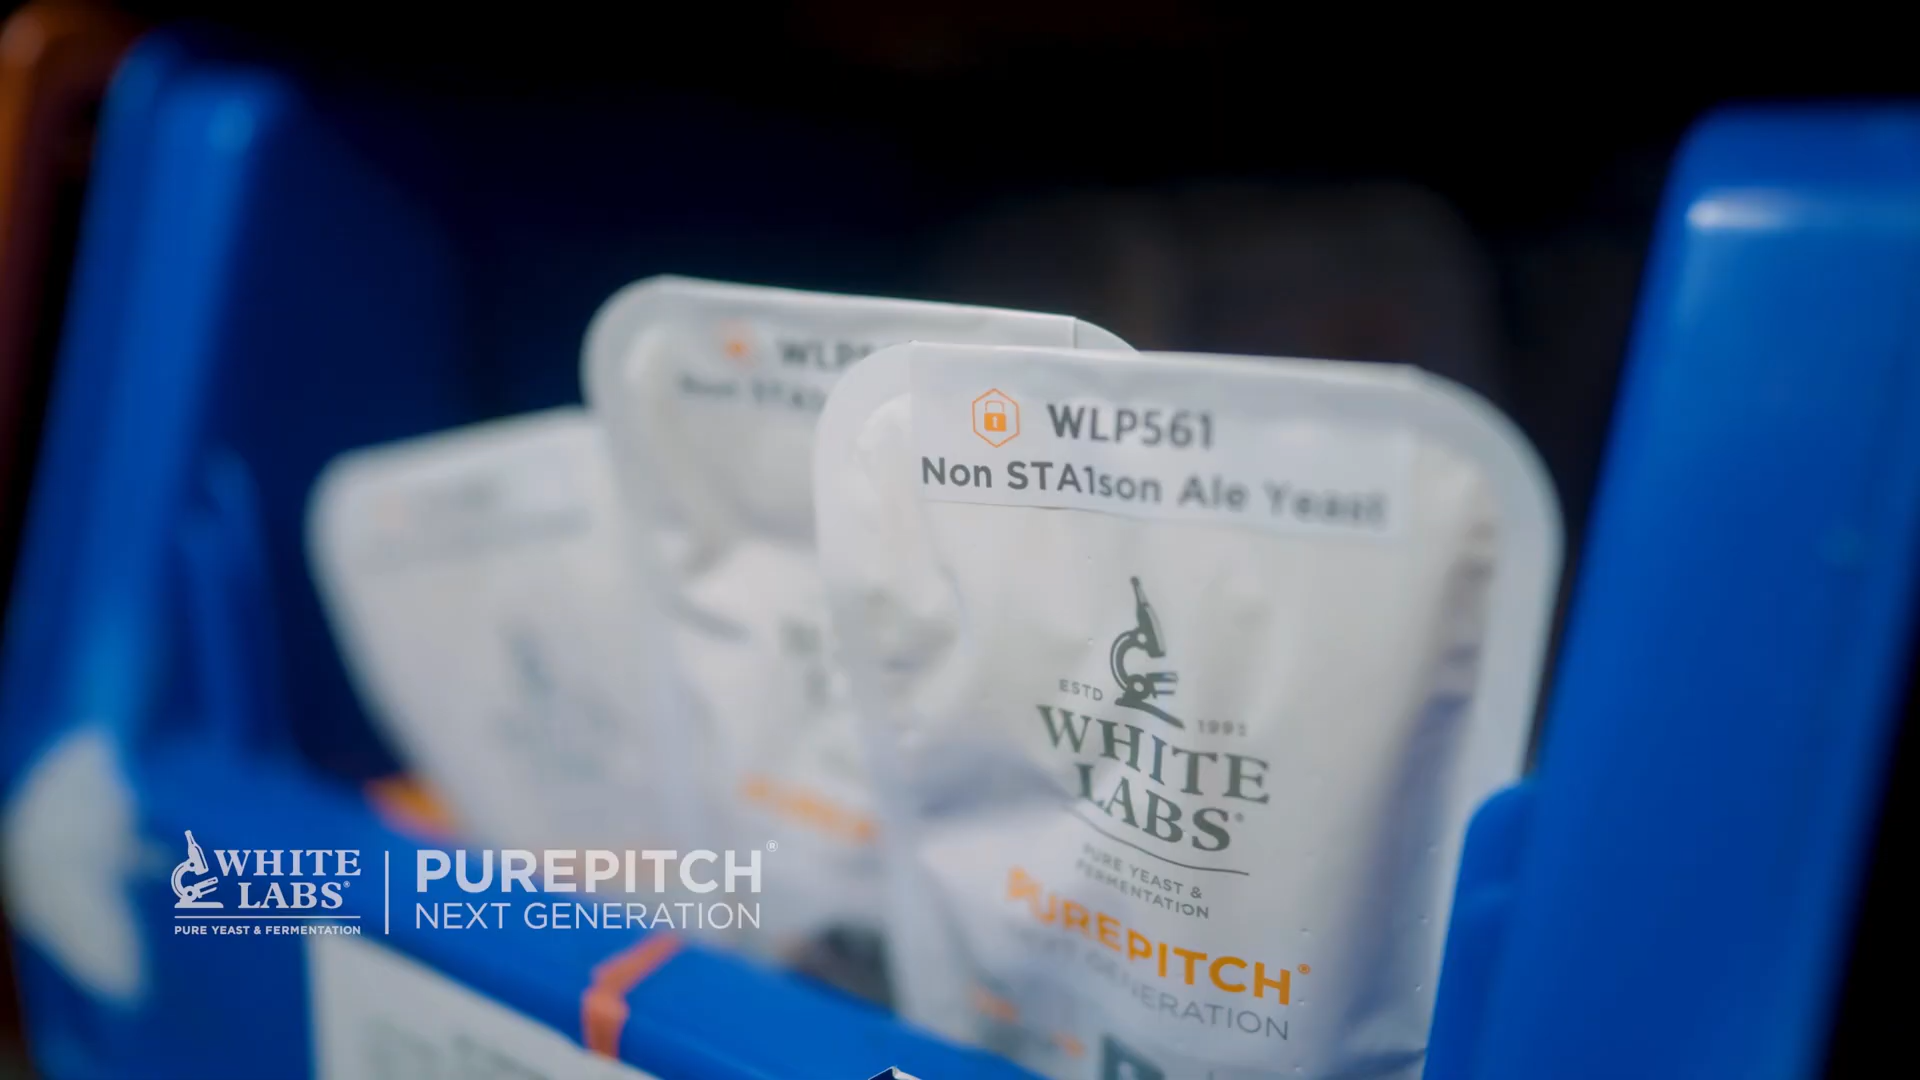 WLP561
Non STA1son Ale Yeast
ESTD
1995
WHITE
LABS®
PURE YEAST &
FERMENTATION
PUREPITCH®
NEXT GENERATION
WHITE
LABS®
PURE YEAST & FERMENTATION
PUREPITCH®
NEXT GENERATION